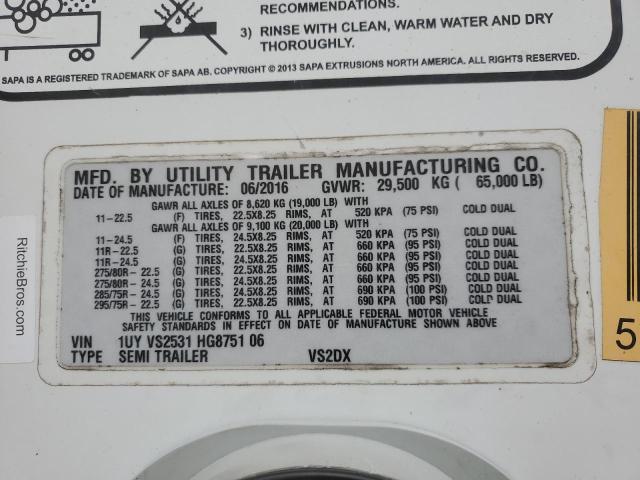 RECOMMENDATIONS.
3) RINSE WITH CLEAN, WARM WATER AND DRY
THOROUGHLY.
SAPA IS A REGISTERED TRADEMARK OF SAPA AB. COPYRIGHT © 2013 SAPA EXTRUSIONS NORTH AMERICA. ALL RIGHTS RESERVED.
MFD. BY UTILITY TRAILER MANUFACTURING CO.
DATE OF MANUFACTURE: 06/2016 GVWR: 29,500 KG ( 65,000 LB)
GAWR ALL AXLES OF 8,620 KG (19,000 LB) WITH
11-22.5 (F) TIRES, 22.5X8.25 RIMS, AT 520 KPA (75 PSI) COLD DUAL
GAWR ALL AXLES OF 9,100 KG (20,000 LB) WITH
11-24.5 (F) TIRES, 24.5X8.25 RIMS, AT 520 KPA (75 PSI) COLD DUAL
11R-22.5 (G) TIRES, 22.5X8.25 RIMS, AT 660 KPA (95 PSI) COLD DUAL
11R-24.5 (G) TIRES, 24.5X8.25 RIMS, AT 660 KPA (95 PSI) COLD DUAL
275/80R- 22.5 (G) TIRES, 22.5X8.25 RIMS, AT 660 KPA (95 PSI) COLD DUAL
275/80R- 24.5 (G) TIRES, 24.5X8.25 RIMS, AT 660 KPA (95 PSI) COLD DUAL
285/75R- 24.5 (G) TIRES, 24.5X8.25 RIMS, AT 690 KPA (100 PSI) COLD DUAL
295/75R- 22.5 (G) TIRES, 22.5X8.25 RIMS, AT 690 KPA (100 PSI) COLD DUAL
THIS VEHICLE CONFORMS TO ALL APPLICABLE FEDERAL MOTOR VEHICLE
SAFETY STANDARDS IN EFFECT ON DATE OF MANUFACTURE SHOWN ABOVE
VIN 1UY VS2531 HG8751 06
TYPE SEMI TRAILER VS2DX
RitchieBros.com
5